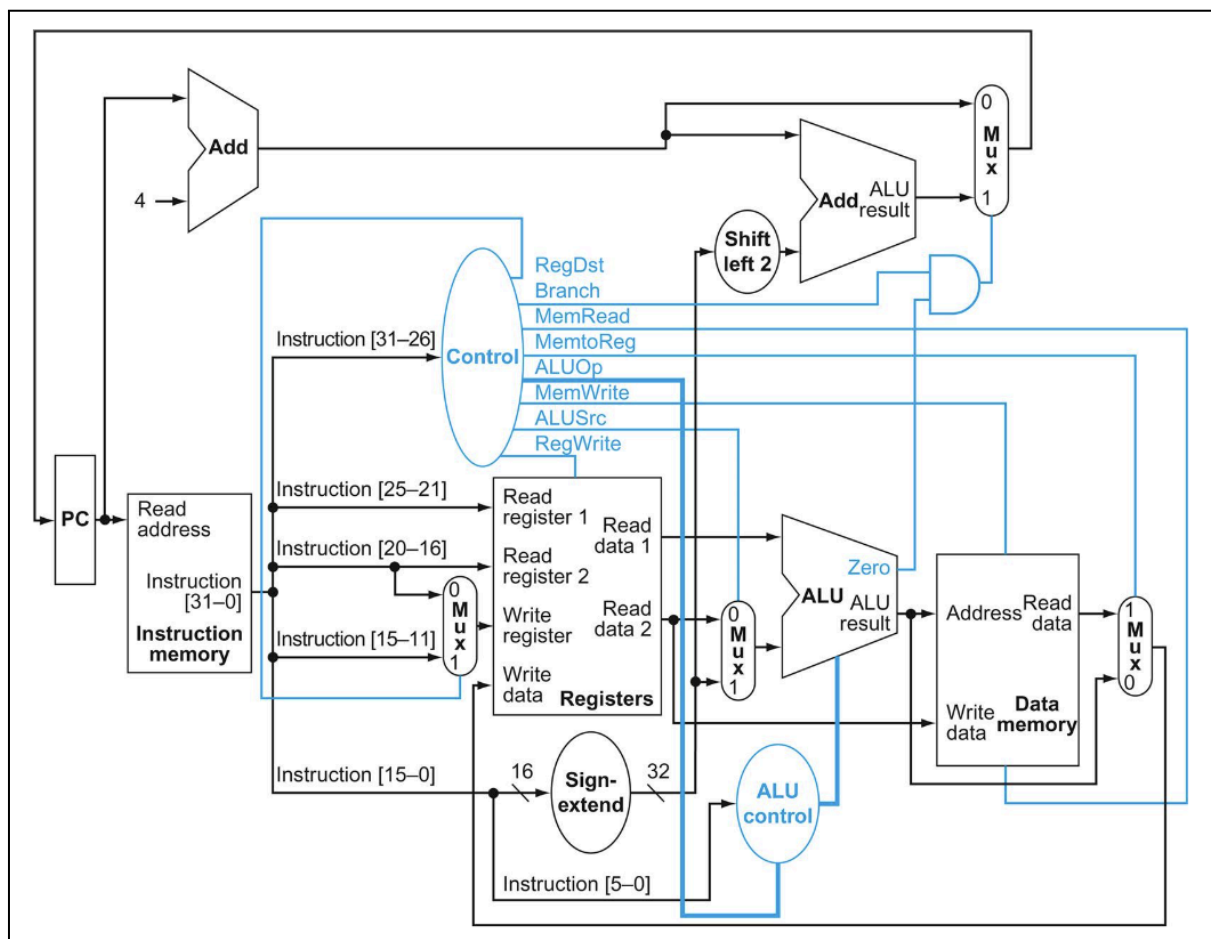 0
M
u
x
1
Add
4
Add
ALU
result
Shift
left 2
RegDst
Branch
MemRead
MemtoReg
ALUOp
MemWrite
ALUSrc
RegWrite
Instruction [31–26]
Control
PC
Read
address
Instruction
[31–0]
Instruction
memory
Instruction [25–21]
Instruction [20–16]
Instruction [15–11]
0
M
u
x
1
Read
register 1
Read
register 2
Write
register
Write
data
Read
data 1
Read
data 2
Registers
0
M
u
x
1
Zero
ALU
ALU
result
Address
Read
data
Write
data
Data
memory
1
M
u
x
0
Instruction [15–0]
16
Sign-
extend
32
ALU
control
Instruction [5–0]